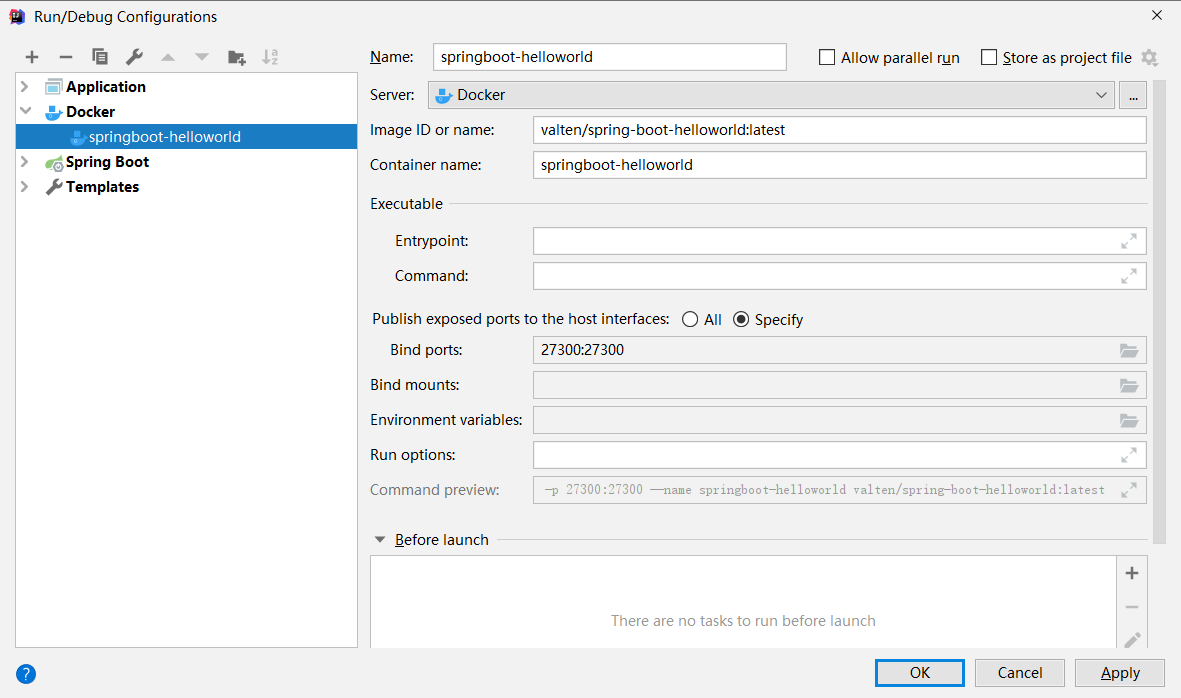 Run/Debug Configurations
Name: springboot-helloworld Allow parallel run Store as project file
Application
Docker
springboot-helloworld
Spring Boot
Templates
Server: Docker ...
Image ID or name: valten/spring-boot-helloworld:latest
Container name: springboot-helloworld
Executable
Entrypoint:
Command:
Publish exposed ports to the host interfaces: All Specify
Bind ports: 27300:27300
Bind mounts:
Environment variables:
Run options:
Command preview: -p 27300:27300 --name springboot-helloworld valten/spring-boot-helloworld:latest
Before launch
There are no tasks to run before launch
? OK Cancel Apply